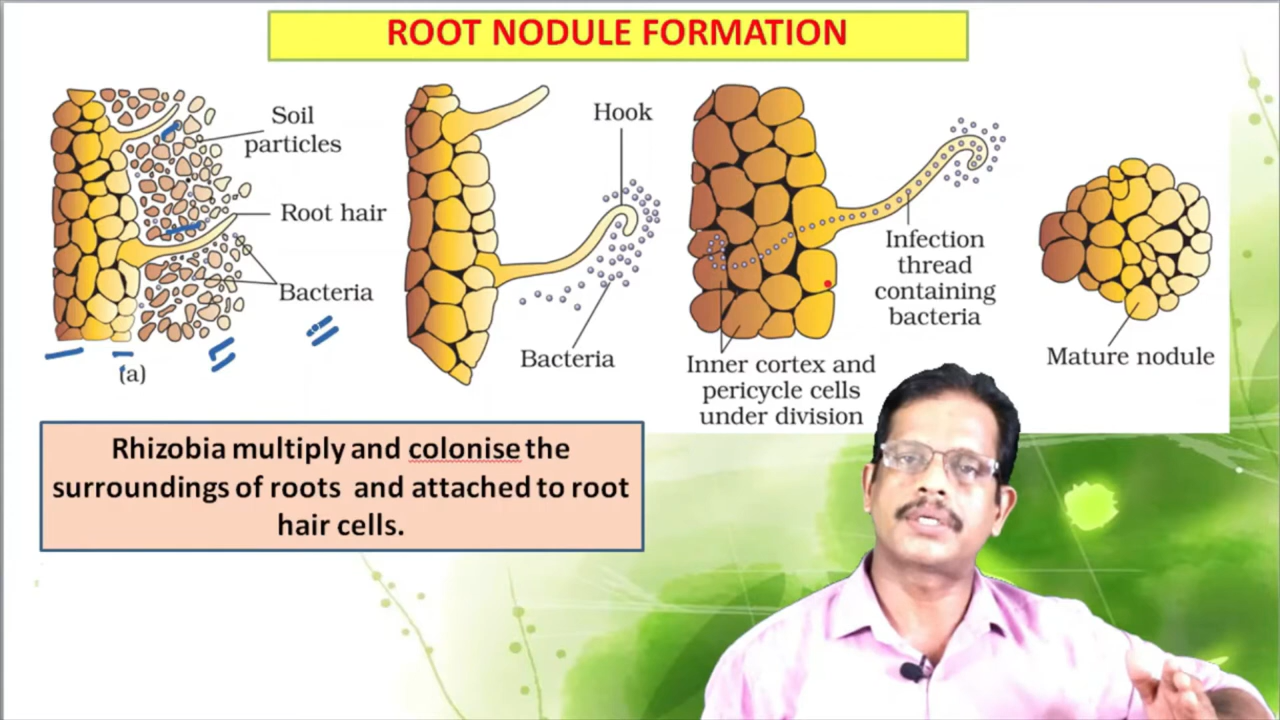 ROOT NODULE FORMATION
Soil
particles
Root hair
Bacteria
(a)
Hook
Bacteria
Infection
thread
containing
bacteria
Inner cortex and
pericycle cells
under division
Mature nodule
Rhizobia multiply and colonise the
surroundings of roots and attached to root
hair cells.